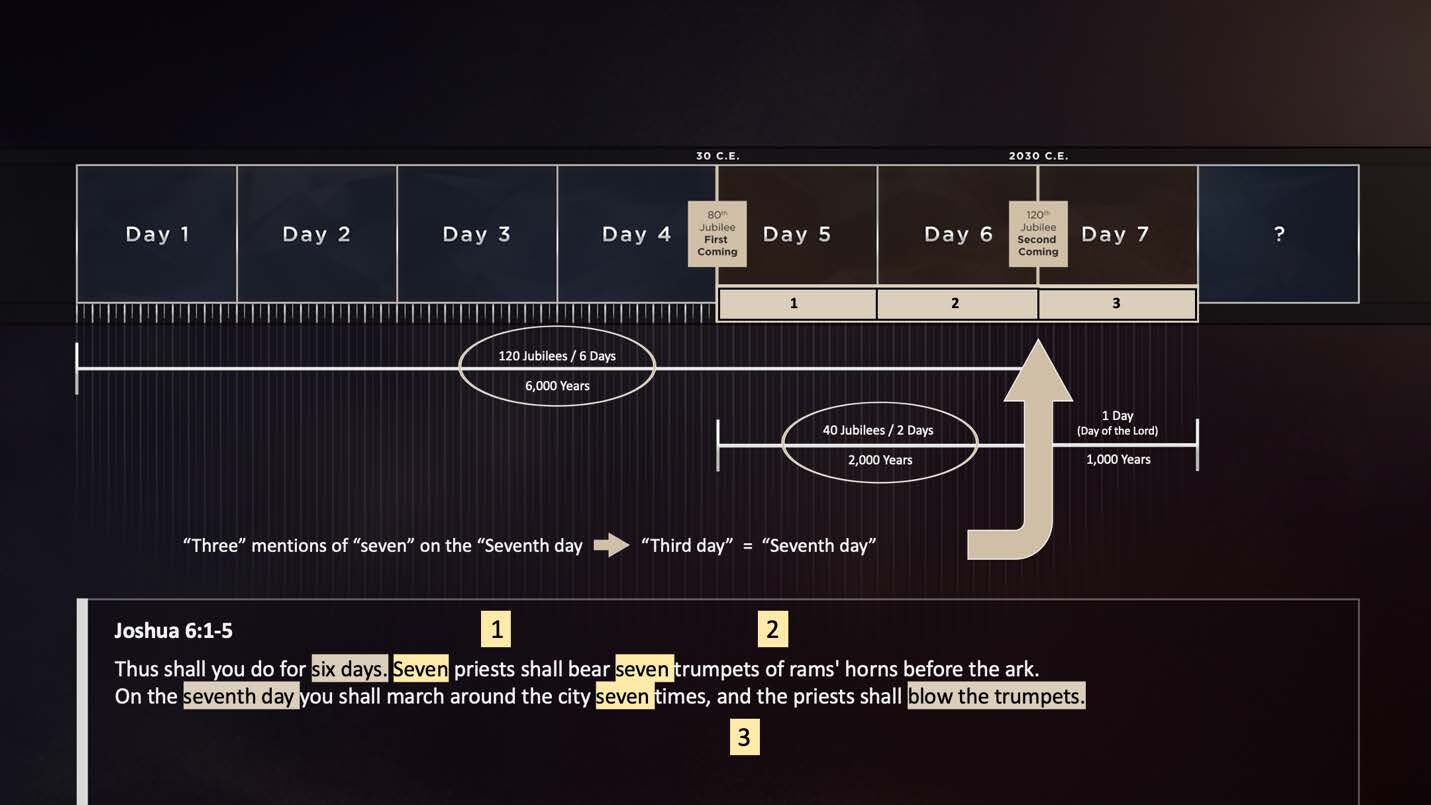 30 C.E.
2030 C.E.
Day 1
Day 2
Day 3
Day 4
80th
Jubilee
First
Coming
Day 5
Day 6
120th
Jubilee
Second
Coming
Day 7
?
1
2
3
120 Jubilees / 6 Days
6,000 Years
40 Jubilees / 2 Days
2,000 Years
1 Day
(Day of the Lord)
1,000 Years
“Three” mentions of “seven” on the “Seventh day
“Third day” = “Seventh day”
Joshua 6:1-5
1
2
Thus shall you do for six days. Seven priests shall bear seven trumpets of rams' horns before the ark.
On the seventh day you shall march around the city seven times, and the priests shall blow the trumpets.
3